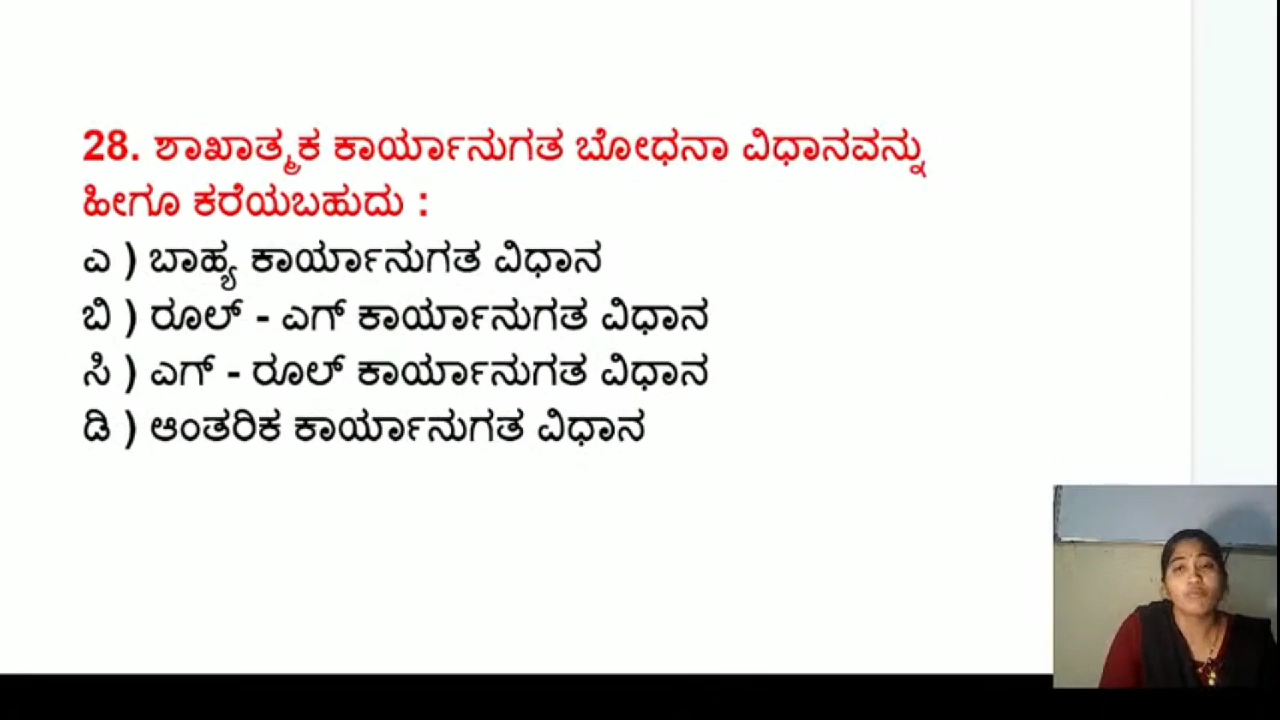 28. ಶಾಖಾತ್ಮಕ ಕಾರ್ಯಾನುಗತ ಬೋಧನಾ ವಿಧಾನವನ್ನು
ಹೀಗೂ ಕರೆಯಬಹುದು :
ಎ ) ಬಾಹ್ಯ ಕಾರ್ಯಾನುಗತ ವಿಧಾನ
ಬಿ ) ರೂಲ್ - ಎಗ್ ಕಾರ್ಯಾನುಗತ ವಿಧಾನ
ಸಿ ) ಎಗ್ - ರೂಲ್ ಕಾರ್ಯಾನುಗತ ವಿಧಾನ
ಡಿ ) ಆಂತರಿಕ ಕಾರ್ಯಾನುಗತ ವಿಧಾನ